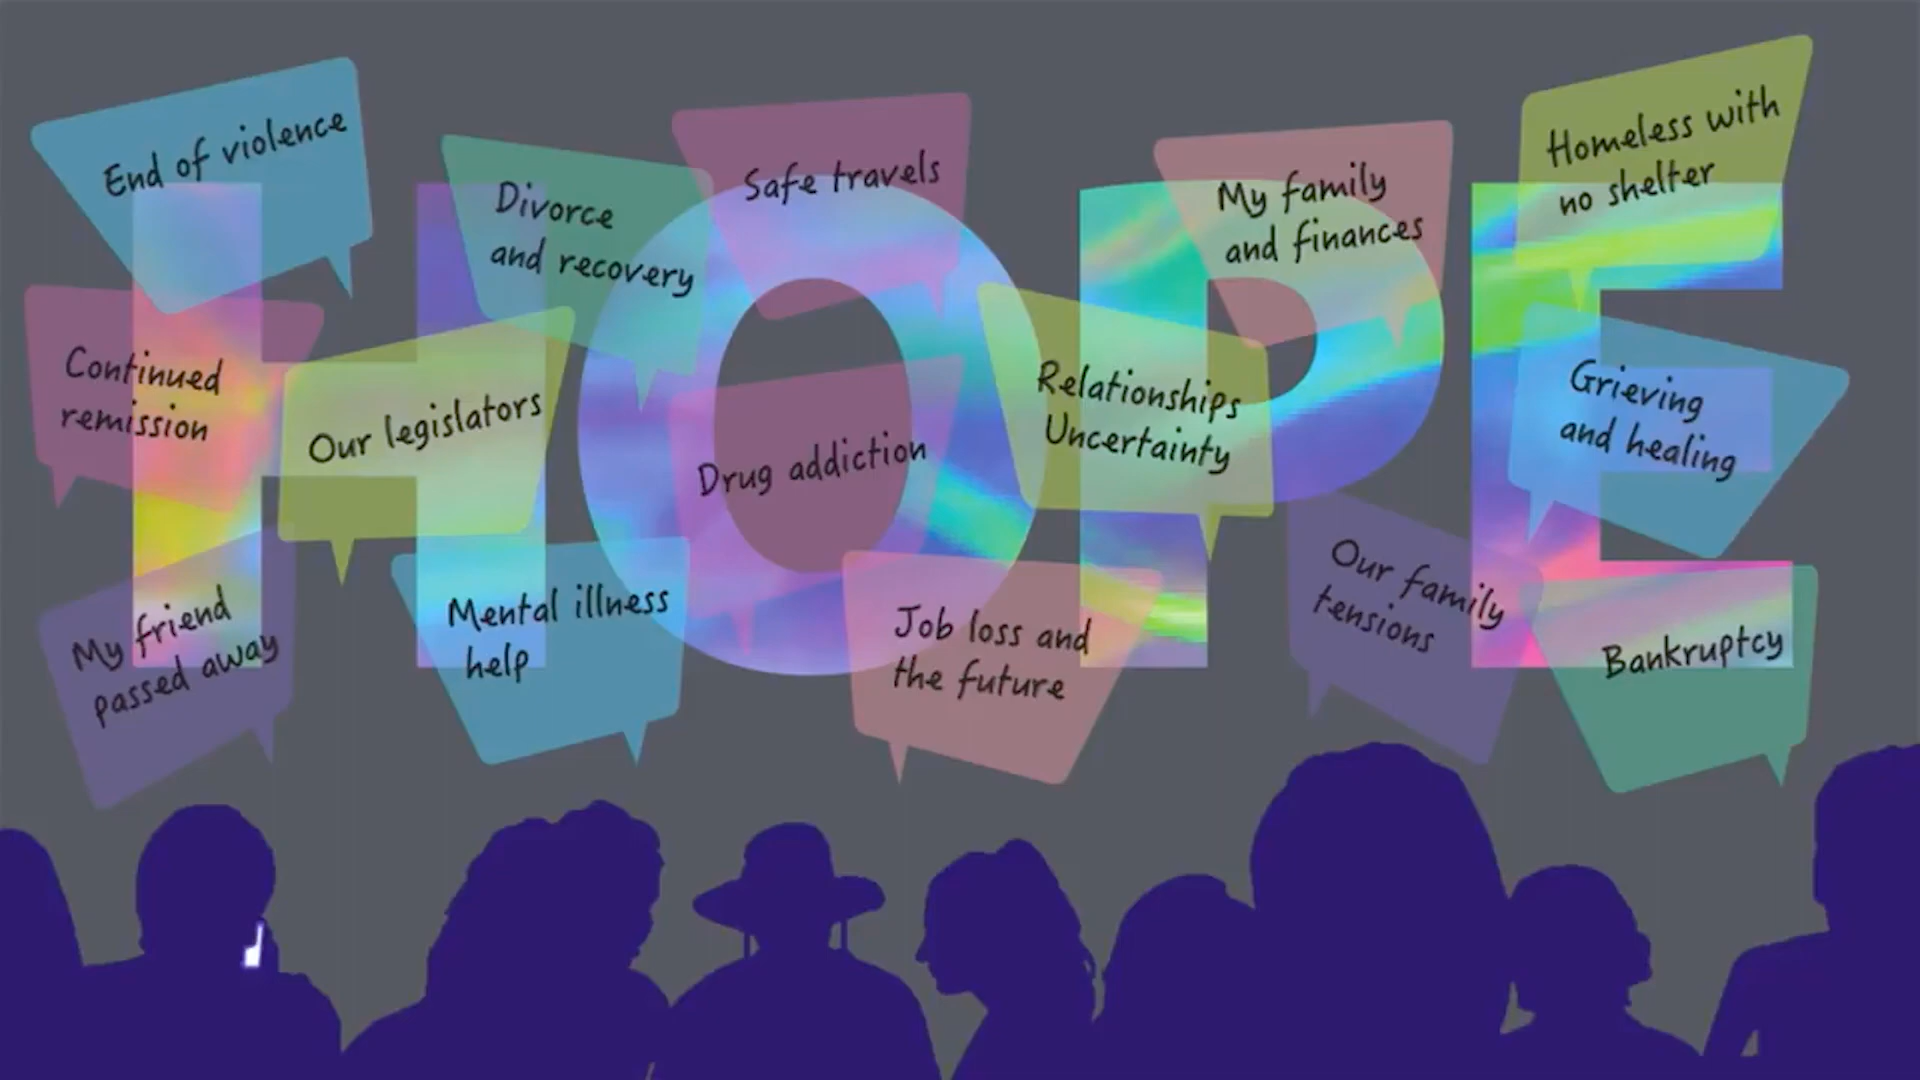 HOPE
End of violence
Divorce
and recovery
Safe travels
My family
and finances
Homeless with
no shelter
Continued
remission
Our legislators
Drug addiction
Relationships
Uncertainty
Grieving
and healing
My friend
passed away
Mental illness
help
Job loss and
the future
Our family
tensions
Bankruptcy